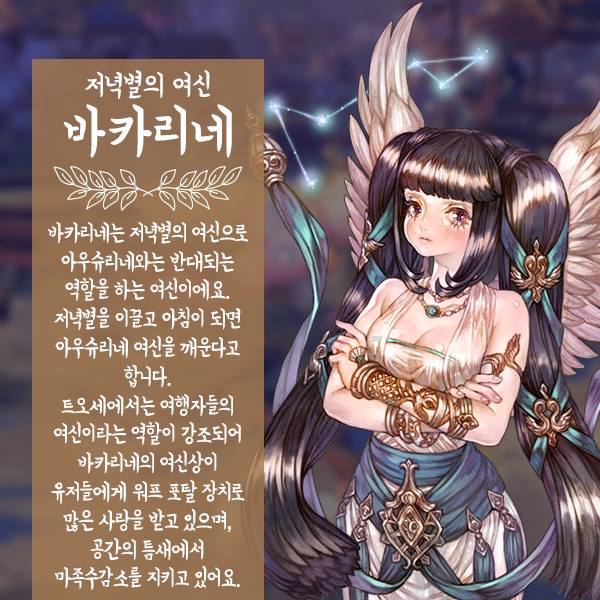 저녁별의 여신
바카리네
바카리네는 저녁별의 여신으로
아우슈리네와는 반대되는
역할을 하는 여신이에요.
저녁별을 이끌고 아침이 되면
아우슈리네 여신을 깨운다고
합니다.
트오세에서는 여행자들의
여신이라는 역할이 강조되어
바카리네의 여신상이
유저들에게 워프 포탈 장치로
많은 사랑을 받고 있으며,
공간의 틈새에서
마족수감소를 지키고 있어요.